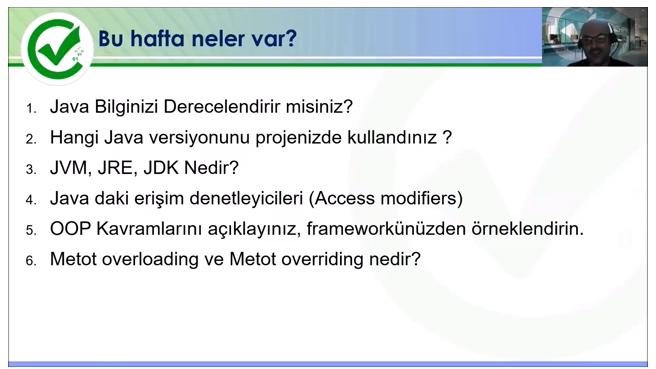 Bu hafta neler var?
1. Java Bilginizi Derecelendirir misiniz?
2. Hangi Java versiyonunu projenizde kullandınız ?
3. JVM, JRE, JDK Nedir?
4. Java daki erişim denetleyicileri (Access modifiers)
5. OOP Kavramlarını açıklayınız, frameworkünüzden örneklendirin.
6. Metot overloading ve Metot overriding nedir?